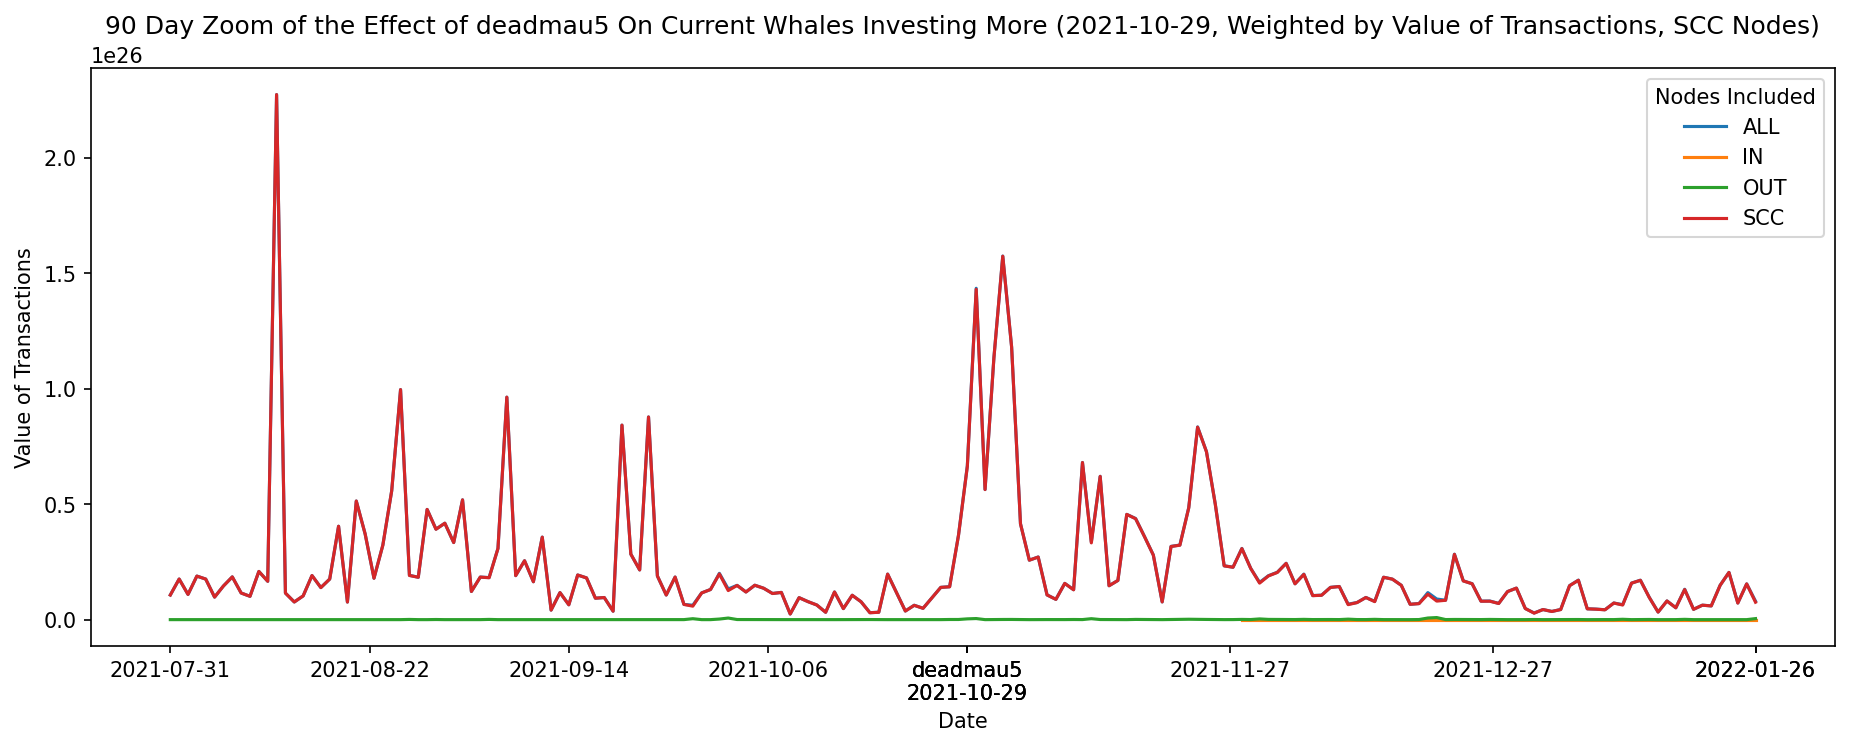 90 Day Zoom of the Effect of deadmau5 On Current Whales Investing More (2021-10-29, Weighted by Value of Transactions, SCC Nodes)
1e26
Nodes Included
ALL
IN
OUT
SCC
2.0
1.5
1.0
0.5
0.0
Value of Transactions
2021-07-31 2021-08-22 2021-09-14 2021-10-06 deadmau5 2021-11-27 2021-12-27 2022-01-26
2021-10-29
Date